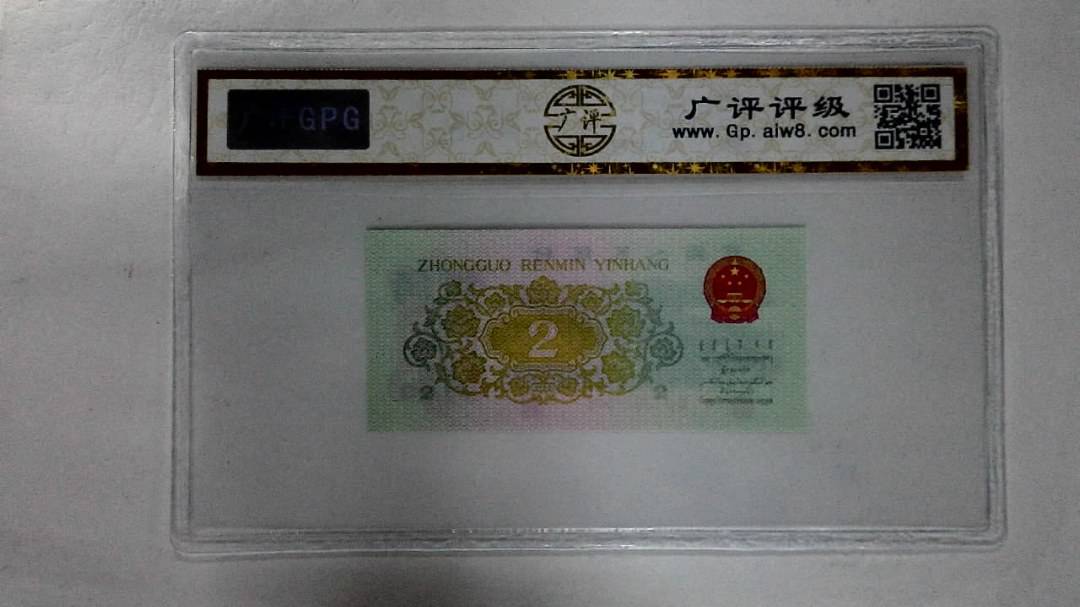 GPG
广评
广评评级
www.Gp.aiw8.com
ZHONGGUO RENMIN YINHANG
2
2 2